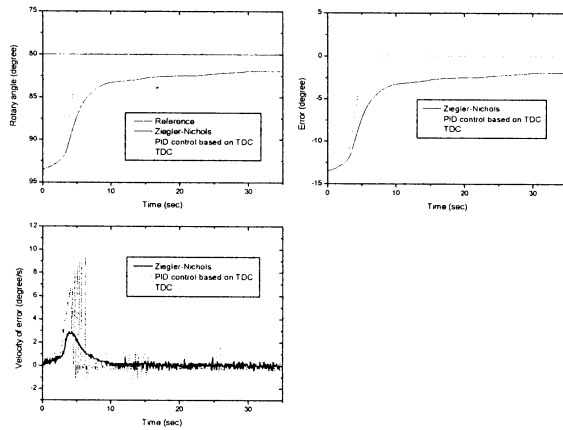 75
80
85
90
95
Rotary angle (degree)
Reference
Ziegler-Nichols
PID control based on TDC
TDC
0
10
20
30
Time (sec)
5
0
-5
-10
-15
Error (degree)
Ziegler-Nichols
PID control based on TDC
TDC
0
10
20
30
Time (sec)
12
10
8
6
4
2
0
-2
Velocity of error (degree/s)
Ziegler-Nichols
PID control based on TDC
TDC
0
10
20
30
Time (sec)